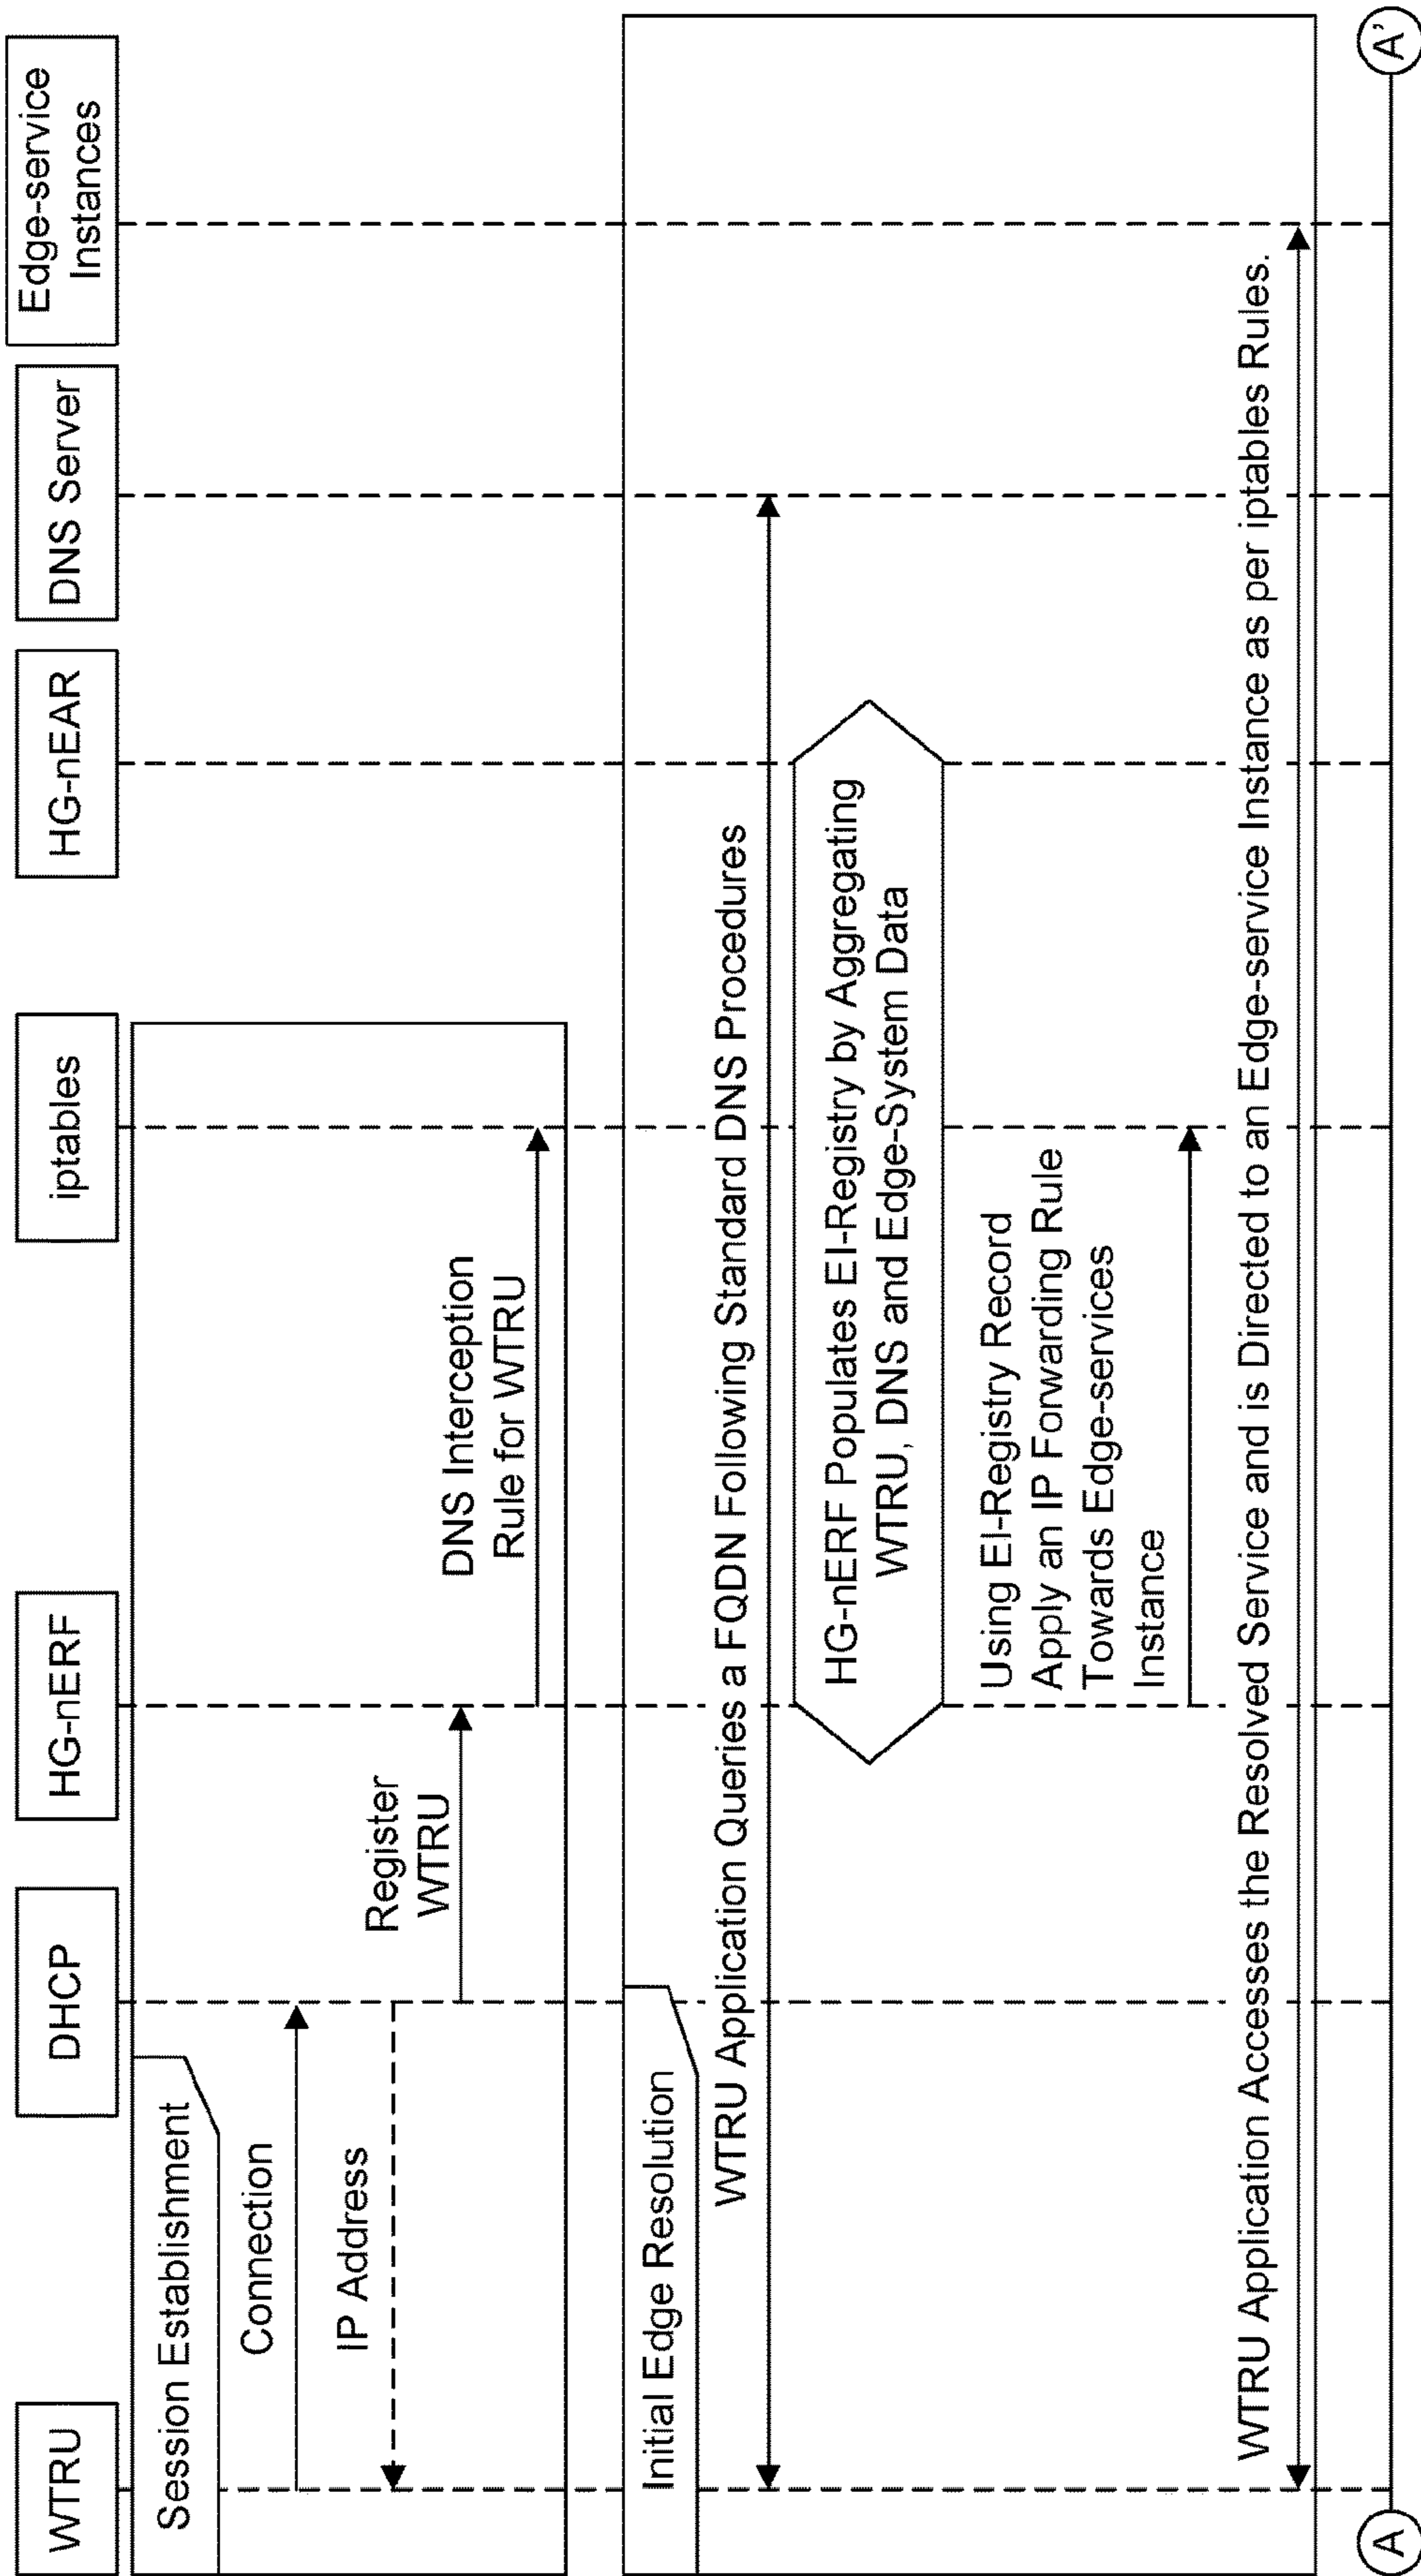 WTRU
DHCP
HG-nERF
iptables
HG-nEAR
DNS Server
Edge-service
Instances
Session Establishment
Connection
IP Address
Register
WTRU
DNS Interception
Rule for WTRU
Initial Edge Resolution
WTRU Application Queries a FQDN Following Standard DNS Procedures
HG-nERF Populates EI-Registry by Aggregating
WTRU, DNS and Edge-System Data
Using EI-Registry Record
Apply an IP Forwarding Rule
Towards Edge-services
Instance
WTRU Application Accesses the Resolved Service and is Directed to an Edge-service Instance as per iptables Rules.
A
A'